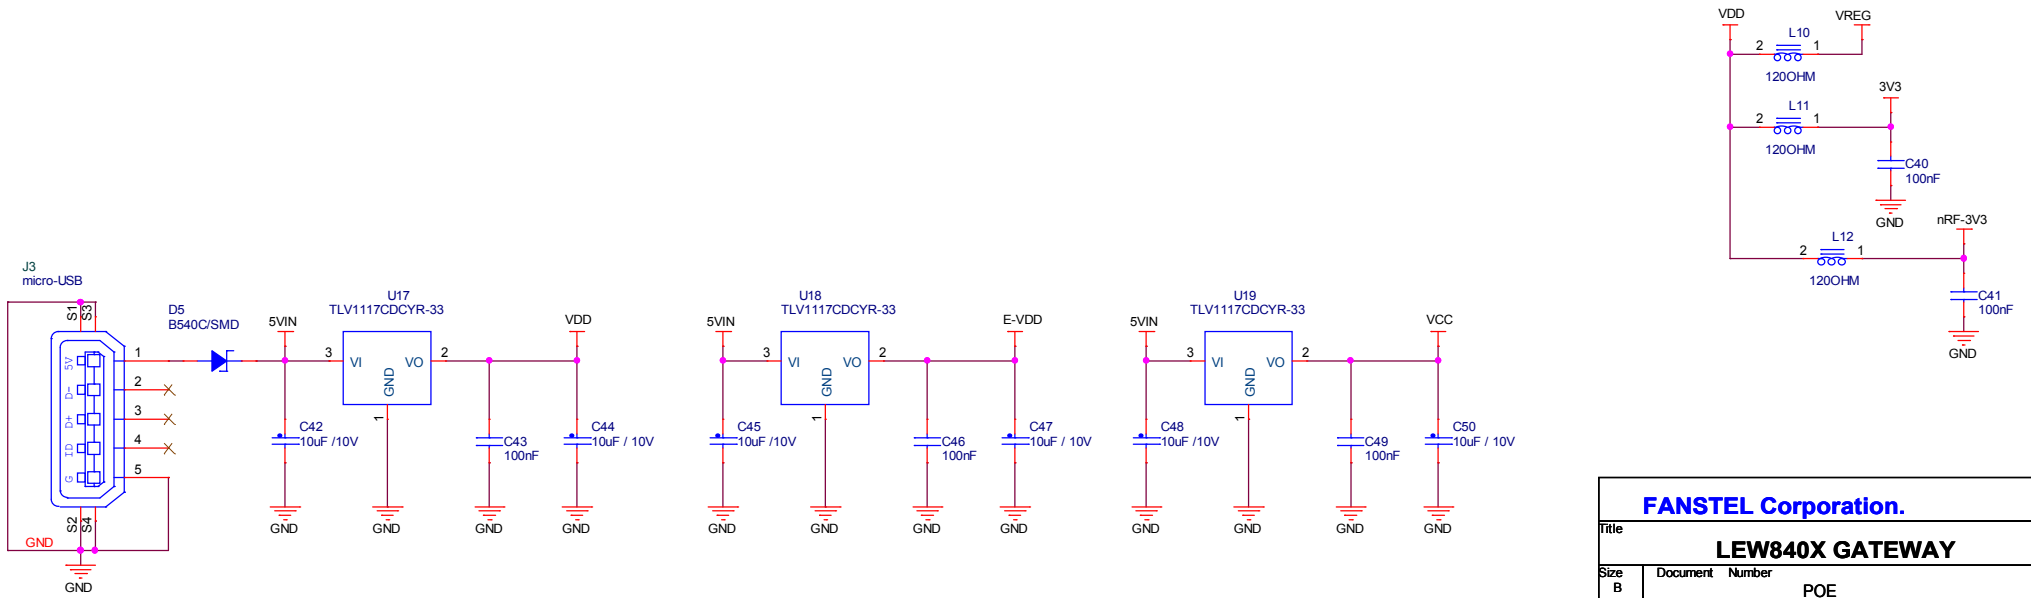 VDD
VREG
L10
2
1
120OHM
3V3
L11
2
1
120OHM
C40
100nF
GND
nRF-3V3
L12
2
1
120OHM
C41
100nF
GND
J3
micro-USB
S1
S3
5V
D-
D+
ID
G
1
2
3
4
5
S2
S4
GND
GND
D5
B540C/SMD
5VIN
U17
TLV1117CDCYR-33
3
VI
VO
2
GND
1
VDD
C42
10uF /10V
C43
100nF
C44
10uF / 10V
GND
GND
GND
GND
5VIN
U18
TLV1117CDCYR-33
3
VI
VO
2
GND
1
E-VDD
C45
10uF /10V
C46
100nF
C47
10uF / 10V
GND
GND
GND
GND
5VIN
U19
TLV1117CDCYR-33
3
VI
VO
2
GND
1
VCC
C48
10uF /10V
C49
100nF
C50
10uF / 10V
GND
GND
GND
GND
FANSTEL Corporation.
Title
LEW840X GATEWAY
Size
B
Document Number
POE